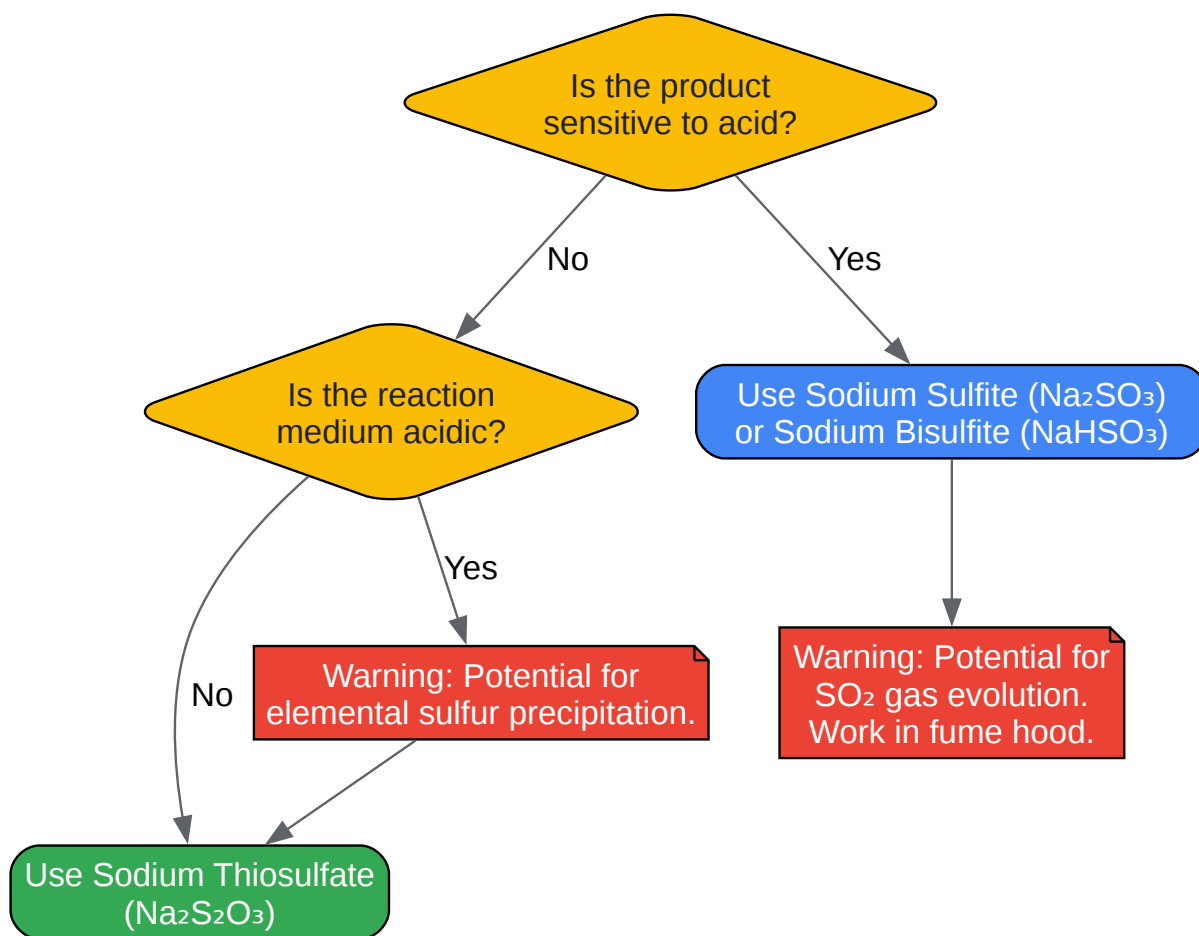 Is the product
sensitive to acid?
No
Yes
Is the reaction
medium acidic?
Use Sodium Sulfite (Na₂SO₃)
or Sodium Bisulfite (NaHSO₃)
Yes
No
Warning: Potential for
elemental sulfur precipitation.
Warning: Potential for
SO₂ gas evolution.
Work in fume hood.
Use Sodium Thiosulfate
(Na₂S₂O₃)